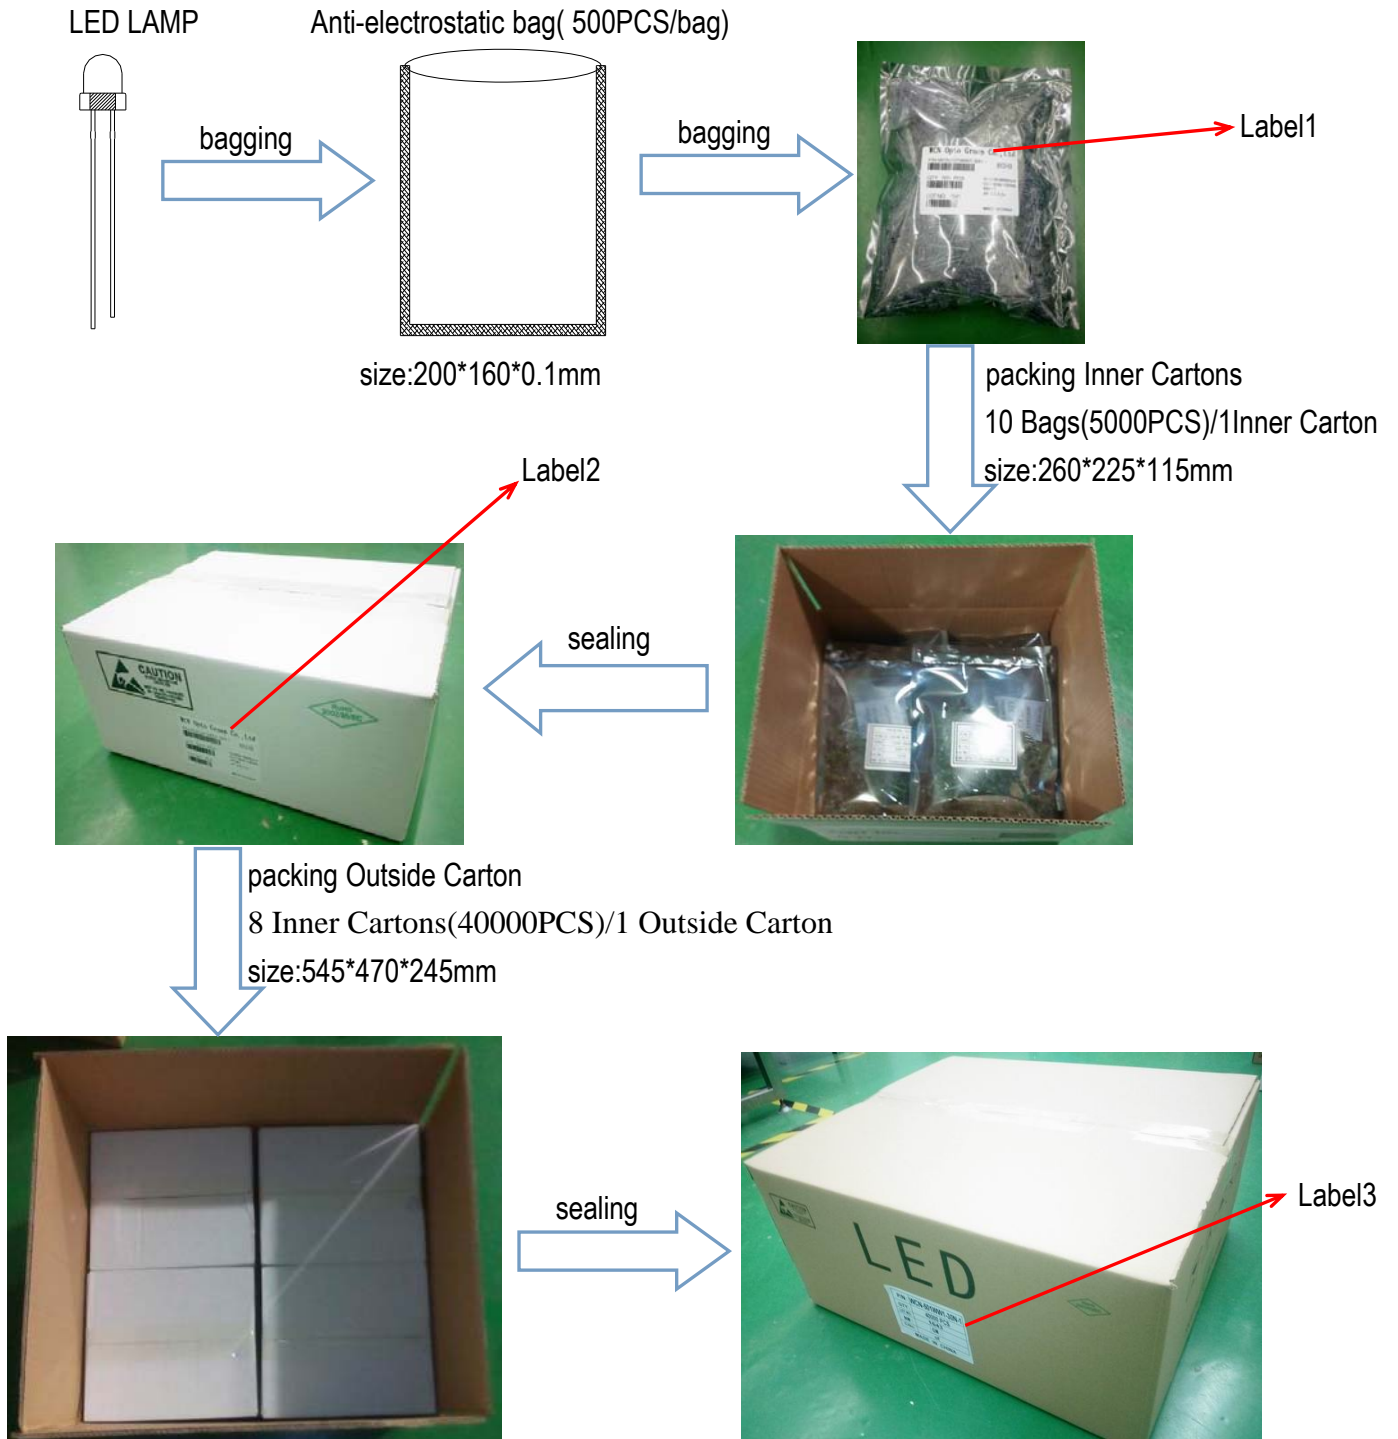 LED LAMP
Anti-electrostatic bag( 500PCS/bag)
bagging
bagging
Label1
size:200*160*0.1mm
packing Inner Cartons
10 Bags(5000PCS)/1Inner Carton
size:260*225*115mm
Label2
sealing
CAUTION
packing Outside Carton
8 Inner Cartons(40000PCS)/1 Outside Carton
size:545*470*245mm
sealing
LED
Label3